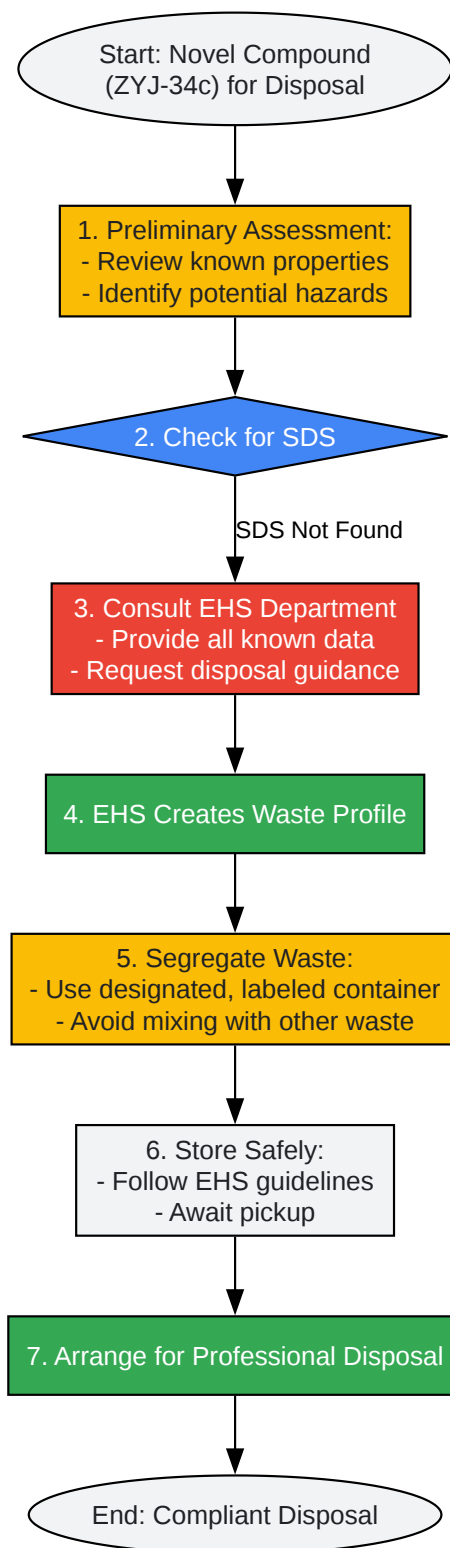 Start: Novel Compound
(ZYJ-34c) for Disposal
1. Preliminary Assessment:
- Review known properties
- Identify potential hazards
2. Check for SDS
SDS Not Found
3. Consult EHS Department
- Provide all known data
- Request disposal guidance
4. EHS Creates Waste Profile
5. Segregate Waste:
- Use designated, labeled container
- Avoid mixing with other waste
6. Store Safely:
- Follow EHS guidelines
- Await pickup
7. Arrange for Professional Disposal
End: Compliant Disposal